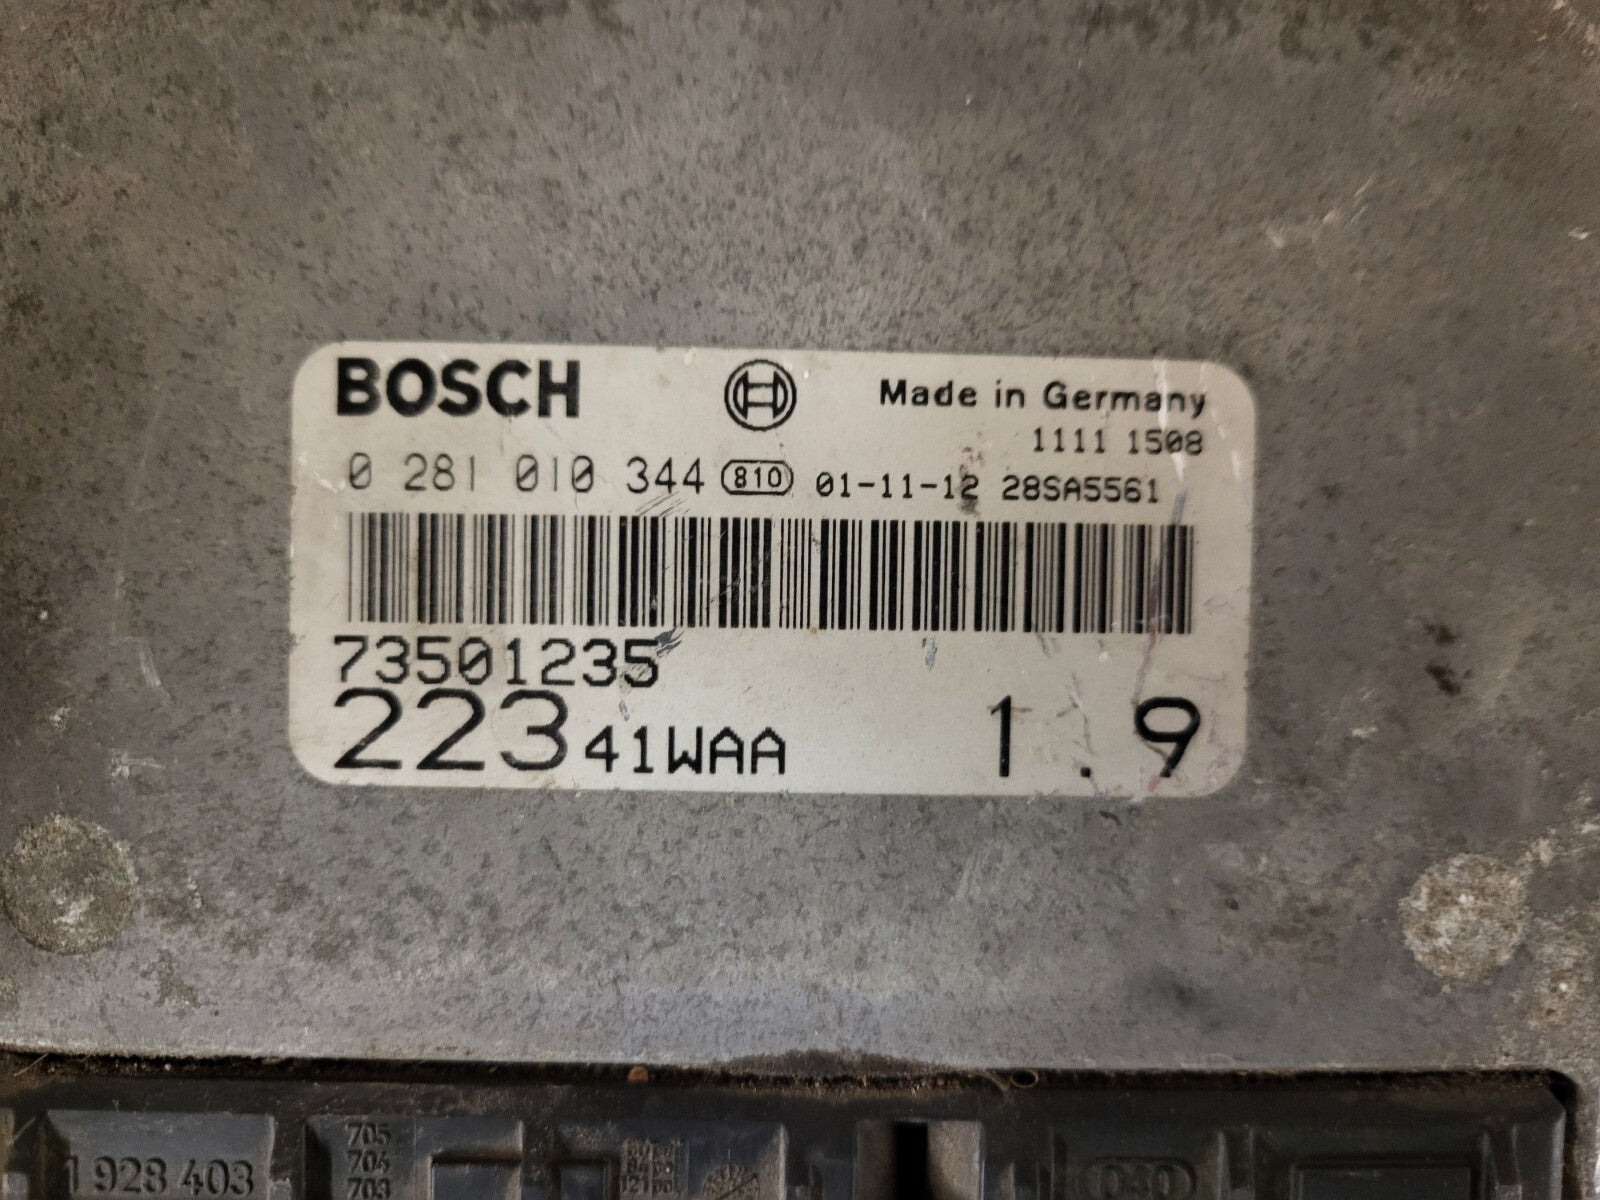 BOSCH Made in Germany
1111 1508
0 281 010 344 810 01-11-12 28SA5561
73501235
223 41WAA 1.9
1 928 403
705
704
703
121pol